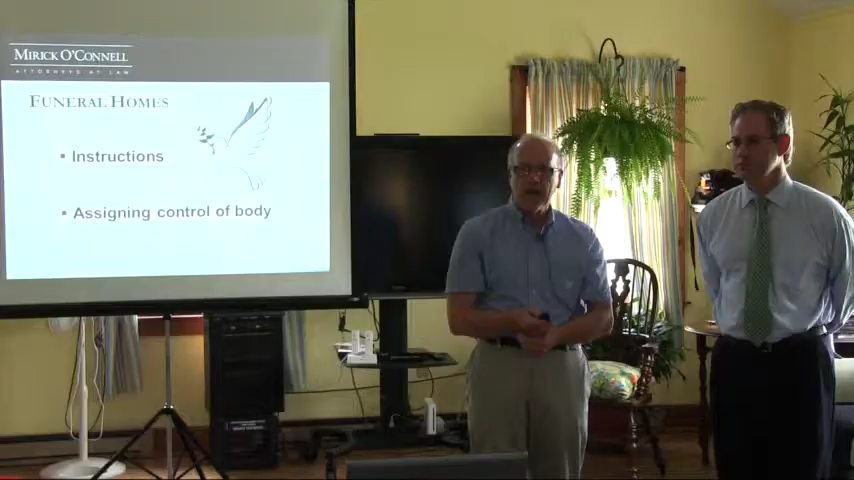 MIRICK O'CONNELL
ATTORNEYS AT LAW
FUNERAL HOMES
▪ Instructions
▪ Assigning control of body